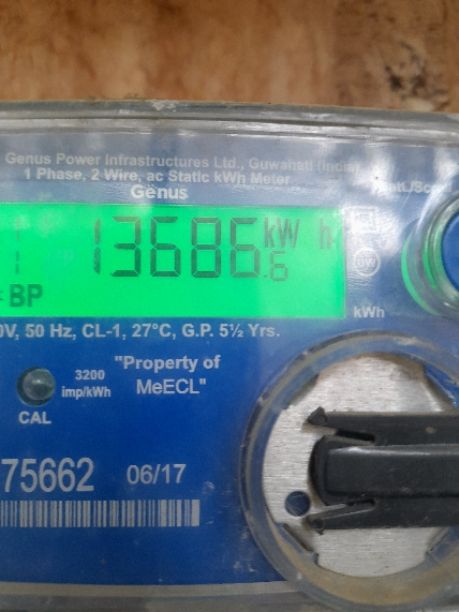 Genus Power Infrastructures Ltd., Guwahati (India)
1 Phase, 2 Wire, ac Static kWh Meter
Genus
13686.6 kW h
BP
kWh
0V, 50 Hz, CL-1, 27°C, G.P. 5½ Yrs.
3200
imp/kWh
CAL
"Property of
MeECL"
75662 06/17